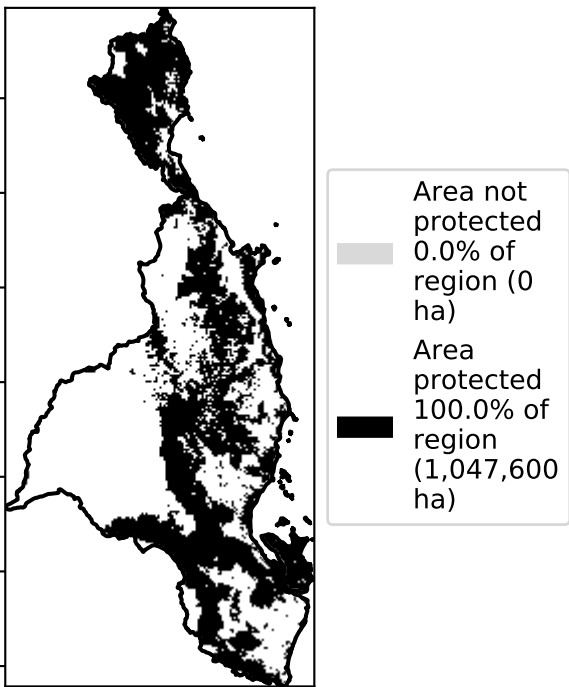 Area not
protected
0.0% of
region (0
ha)
Area
protected
100.0% of
region
(1,047,600
ha)